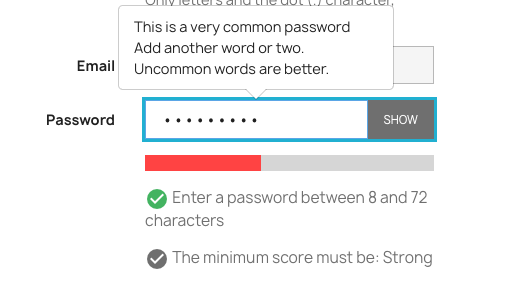 Only letters and the dot (.) character,
This is a very common password
Add another word or two.
Uncommon words are better.
Email
Password
•••••••••
SHOW
Enter a password between 8 and 72
characters
The minimum score must be: Strong